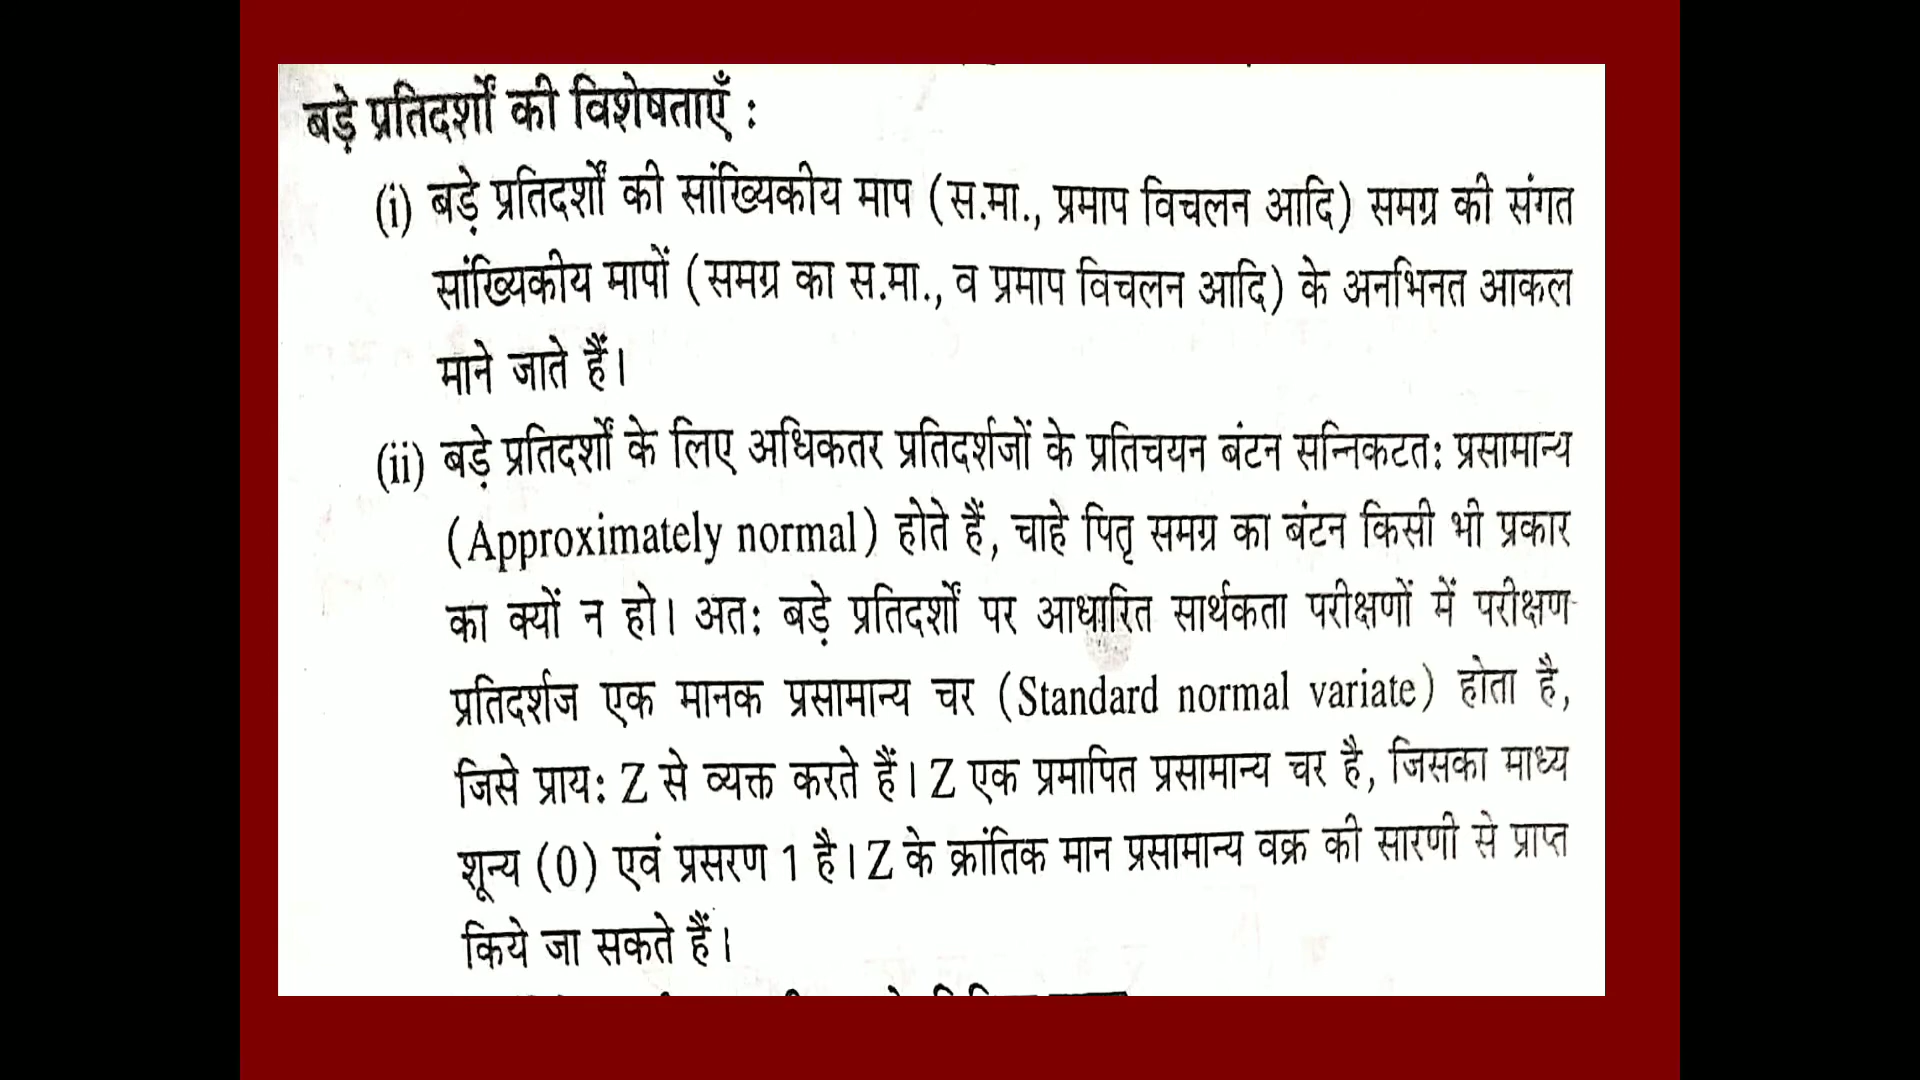 बड़े प्रतिदर्शों की विशेषताएँ :
(i) बड़े प्रतिदर्शों की सांख्यिकीय माप (स.मा., प्रमाप विचलन आदि) समग्र की संगत
सांख्यिकीय मापों (समग्र का स.मा., व प्रमाप विचलन आदि) के अनभिनत आकल
माने जाते हैं।
(ii) बड़े प्रतिदर्शों के लिए अधिकतर प्रतिदर्शजों के प्रतिचयन बंटन सन्निकटत: प्रसामान्य
(Approximately normal) होते हैं, चाहे पितृ समग्र का बंटन किसी भी प्रकार
का क्यों न हो। अत: बड़े प्रतिदर्शों पर आधारित सार्थकता परीक्षणों में परीक्षण-
प्रतिदर्शज एक मानक प्रसामान्य चर (Standard normal variate) होता है,
जिसे प्राय: Z से व्यक्त करते हैं। Z एक प्रमापित प्रसामान्य चर है, जिसका माध्य
शून्य (0) एवं प्रसरण 1 है। Z के क्रांतिक मान प्रसामान्य वक्र की सारणी से प्राप्त
किये जा सकते हैं।